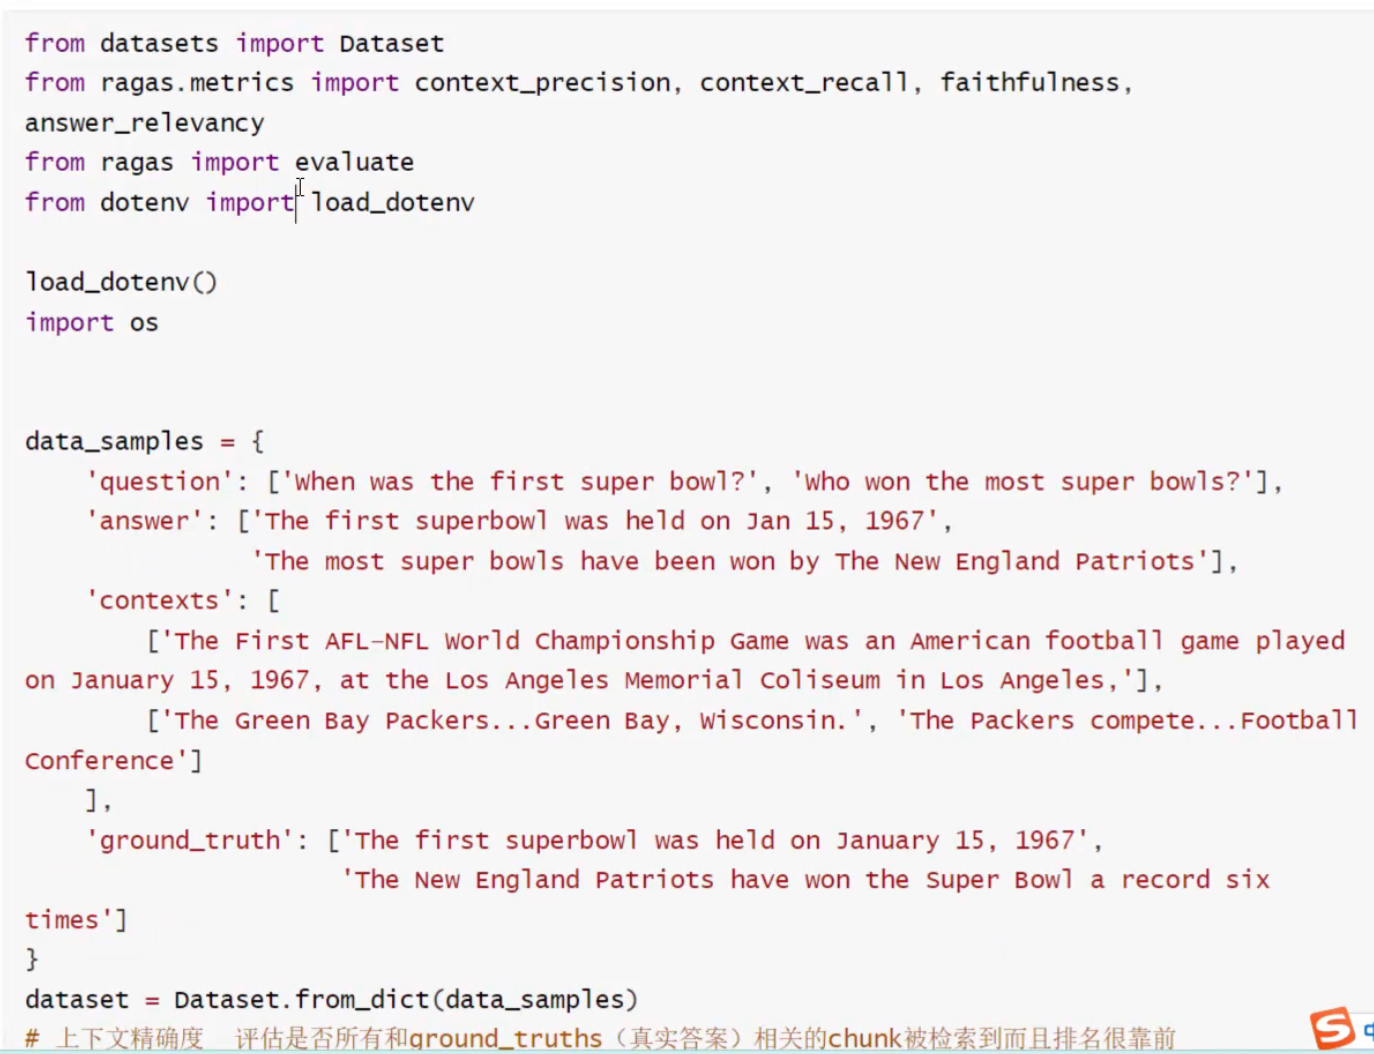 from datasets import Dataset
from ragas.metrics import context_precision, context_recall, faithfulness,
answer_relevancy
from ragas import evaluate
from dotenv import load_dotenv
load_dotenv()
import os
data_samples = {
    'question': ['When was the first super bowl?', 'Who won the most super bowls?'],
    'answer': ['The first superbowl was held on Jan 15, 1967',
               'The most super bowls have been won by The New England Patriots'],
    'contexts': [
        ['The First AFL–NFL World Championship Game was an American football game played
on January 15, 1967, at the Los Angeles Memorial Coliseum in Los Angeles,'],
        ['The Green Bay Packers...Green Bay, Wisconsin.', 'The Packers compete...Football
Conference']
    ],
    'ground_truth': ['The first superbowl was held on January 15, 1967',
                     'The New England Patriots have won the Super Bowl a record six
times']
}
dataset = Dataset.from_dict(data_samples)
# 上下文精确度  评估是否所有和ground_truths（真实答案）相关的chunk被检索到而且排名很靠前